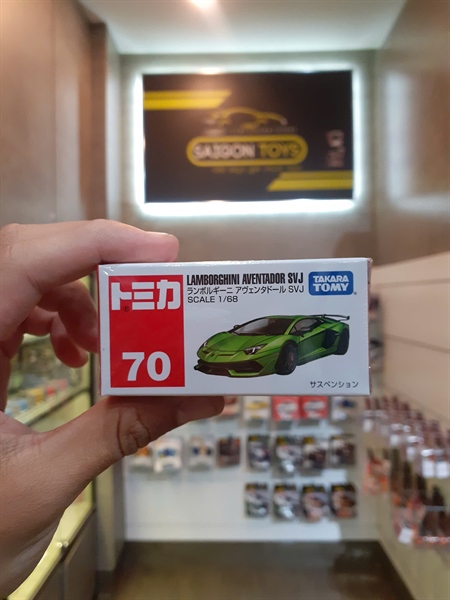 SAIGON TOYS
トミカ
70
LAMBORGHINI AVENTADOR SVJ
ランボルギーニ アヴェンタドール SVJ
SCALE 1/68
TAKARA
TOMY
サスペンション